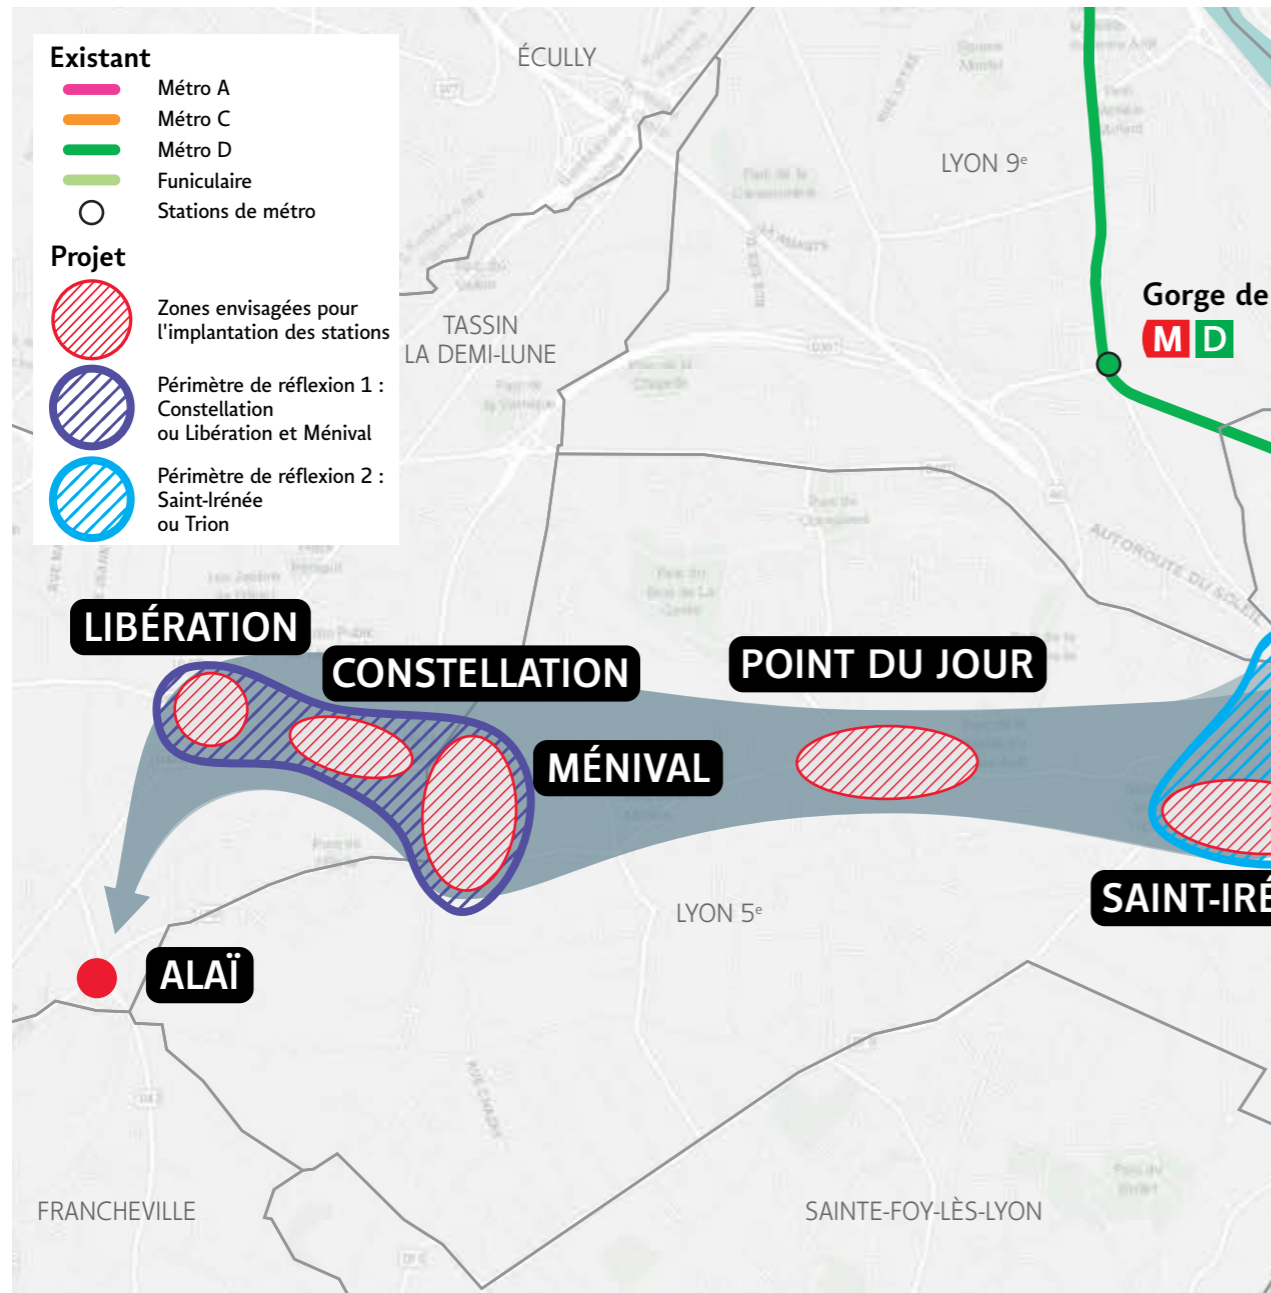 Existant
Métro A
Métro C
Métro D
Funiculaire
Stations de métro
Projet
Zones envisagées pour
l'implantation des stations
Périmètre de réflexion 1 :
Constellation
ou Libération et Ménival
Périmètre de réflexion 2 :
Saint-Irénée
ou Trion
ÉCULLY
LYON 9e
Gorge de
M D
TASSIN
LA DEMI-LUNE
AUTOROUTE DU SOLEIL
LIBÉRATION
CONSTELLATION
POINT DU JOUR
MÉNIVAL
SAINT-IRÉ
LYON 5e
ALAÏ
FRANCHEVILLE
SAINTE-FOY-LÈS-LYON